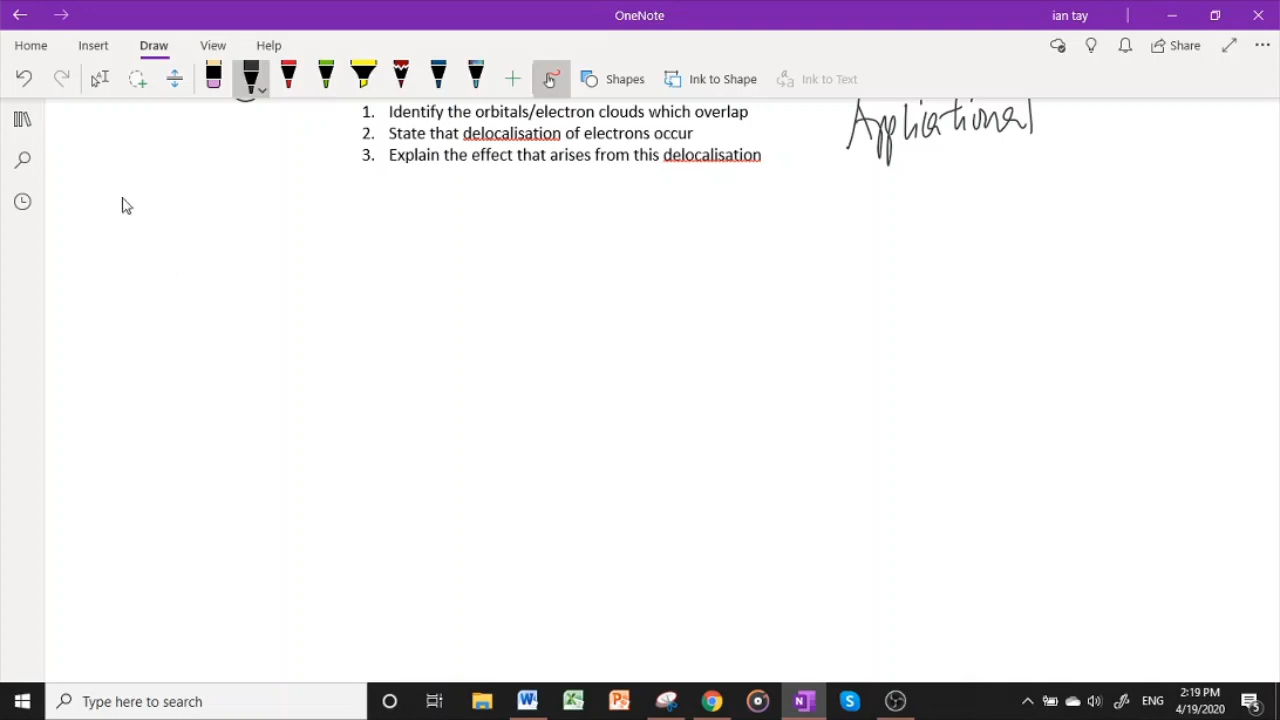 OneNote
ian tay
Home Insert Draw View Help
Share
Shapes Ink to Shape Ink to Text
1. Identify the orbitals/electron clouds which overlap
2. State that delocalisation of electrons occur
3. Explain the effect that arises from this delocalisation
Applicational
Type here to search
ENG
2:19 PM
4/19/2020
5